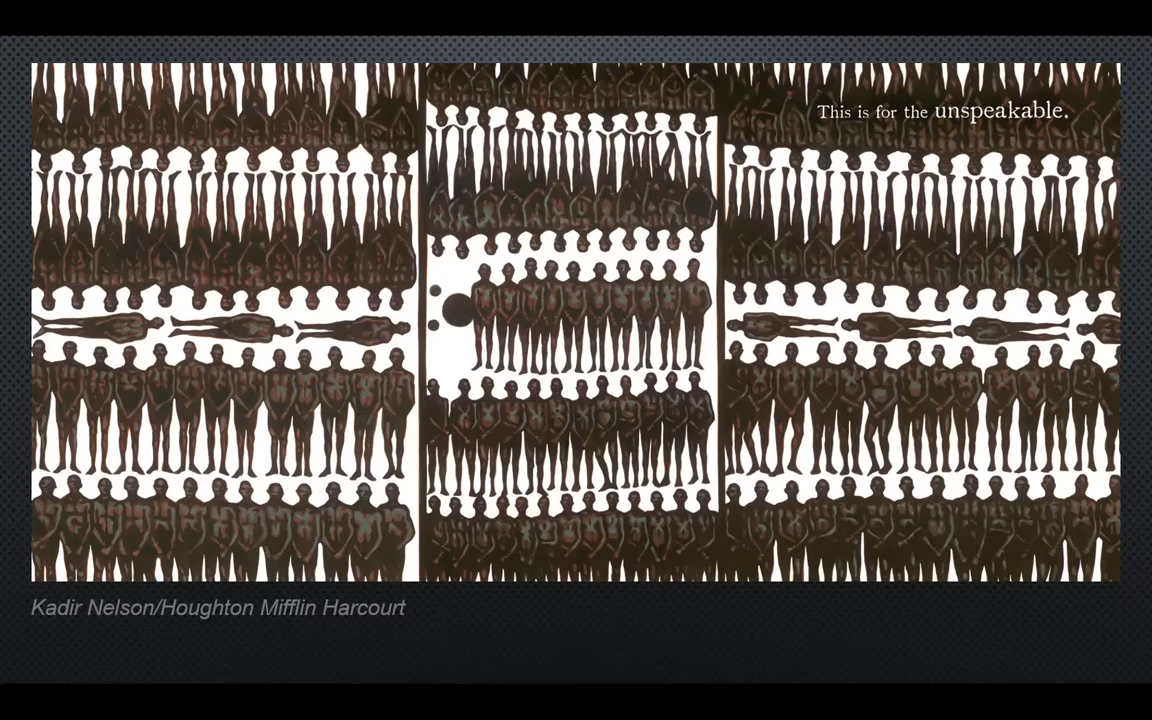 This is for the unspeakable.
Kadir Nelson/Houghton Mifflin Harcourt